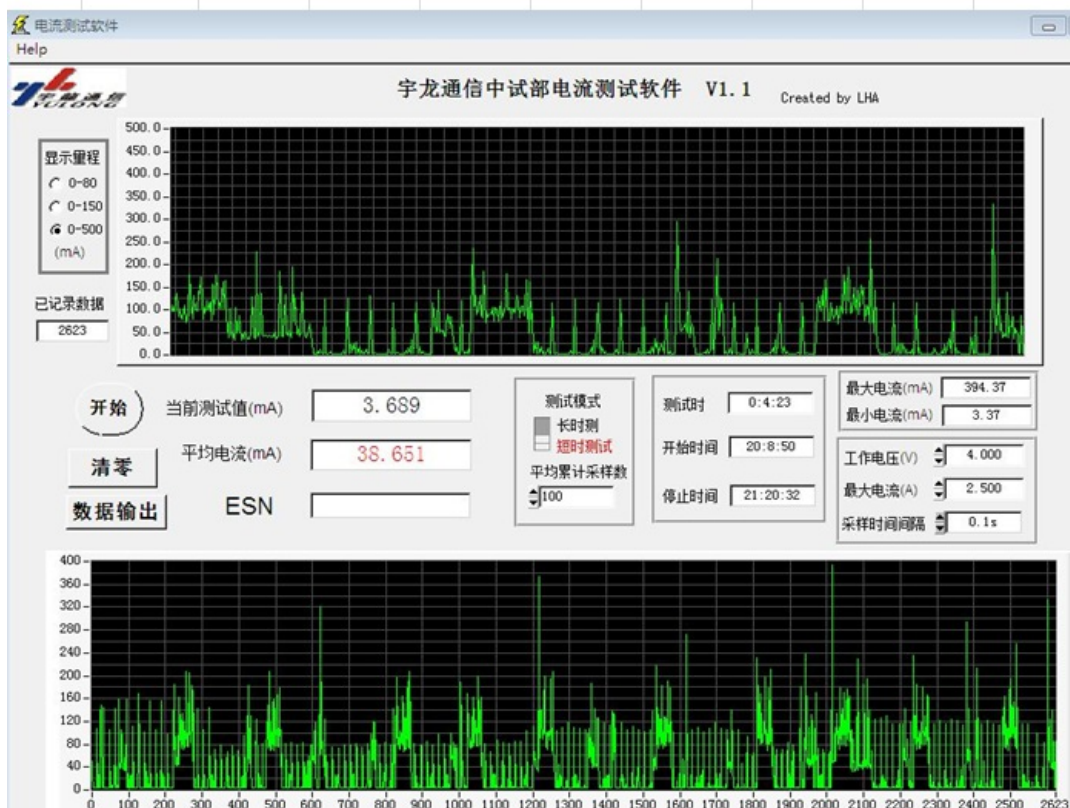 电流测试软件
Help
宇龙通信
YULONG
宇龙通信中试部电流测试软件 V1.1 Created by LHA
显示量程
0-80
0-150
0-500
(mA)
已记录数据
2623
500.0
450.0
400.0
350.0
300.0
250.0
200.0
150.0
100.0
50.0
0.0
开始
清零
数据输出
当前测试值(mA) 3.689
平均电流(mA) 38.651
ESN
测试模式
长时测
短时测试
平均累计采样数
100
测试时 0:4:23
开始时间 20:8:50
停止时间 21:20:32
最大电流(mA) 394.37
最小电流(mA) 3.37
工作电压(V) 4.000
最大电流(A) 2.500
采样时间间隔 0.1s
400
360
320
280
240
200
160
120
80
40
0
0 100 200 300 400 500 600 700 800 900 1000 1100 1200 1300 1400 1500 1600 1700 1800 1900 2000 2100 2200 2300 2400 2500 2623